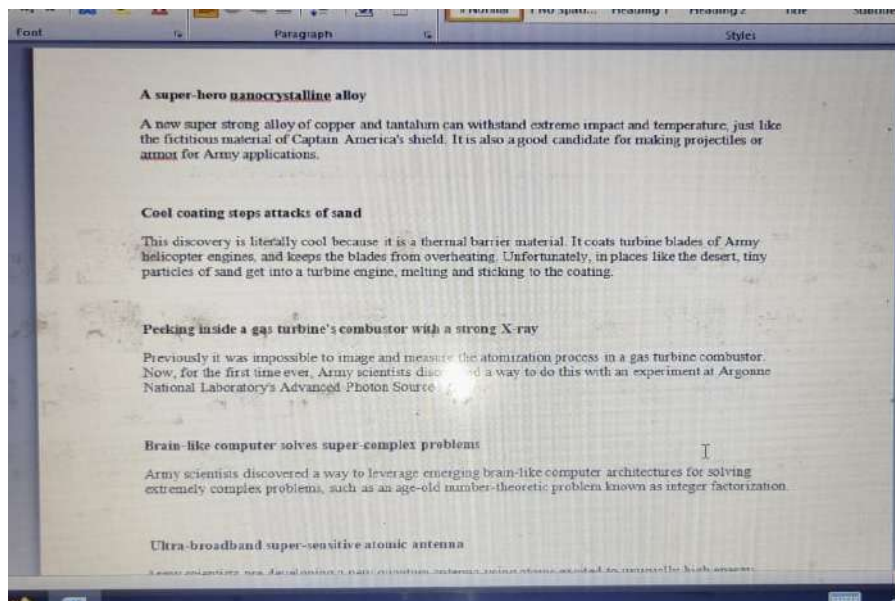 Font
Paragraph
Styles
A super-hero nanocrystalline alloy
A new super strong alloy of copper and tantalum can withstand extreme impact and temperature, just like
the fictitious material of Captain America's shield. It is also a good candidate for making projectiles or
armor for Army applications.
Cool coating stops attacks of sand
This discovery is literally cool because it is a thermal barrier material. It coats turbine blades of Army
helicopter engines, and keeps the blades from overheating. Unfortunately, in places like the desert, tiny
particles of sand get into a turbine engine, melting and sticking to the coating.
Peeking inside a gas turbine's combustor with a strong X-ray
Previously it was impossible to image and measure the atomization process in a gas turbine combustor.
Now, for the first time ever, Army scientists a way to do this with an experiment at Argonne
National Laboratory's Advanced Photon Source
Brain-like computer solves super-complex problems
Army scientists discovered a way to leverage emerging brain-like computer architectures for solving
extremely complex problems, such as an age-old number-theoretic problem known as integer factorization.
Ultra-broadband super-sensitive atomic antenna